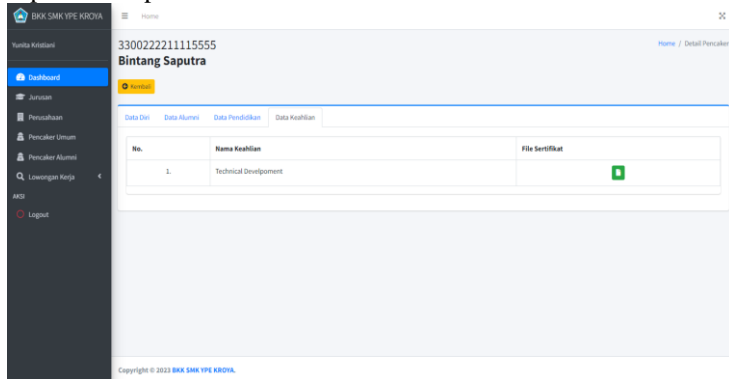 BKK SMK YPE KROYA
Home
Yunita Kristiani
3300222211115555
Bintang Saputra
Home / Detail Pencaker
Kembali
Dashboard
Jurusan
Perusahaan
Pencaker Umum
Pencaker Alumni
Lowongan Kerja
AKSI
Logout
Data Diri Data Alumni Data Pendidikan Data Keahlian
No. Nama Keahlian File Sertifikat
1. Technical Develpoment
Copyright © 2023 BKK SMK YPE KROYA.